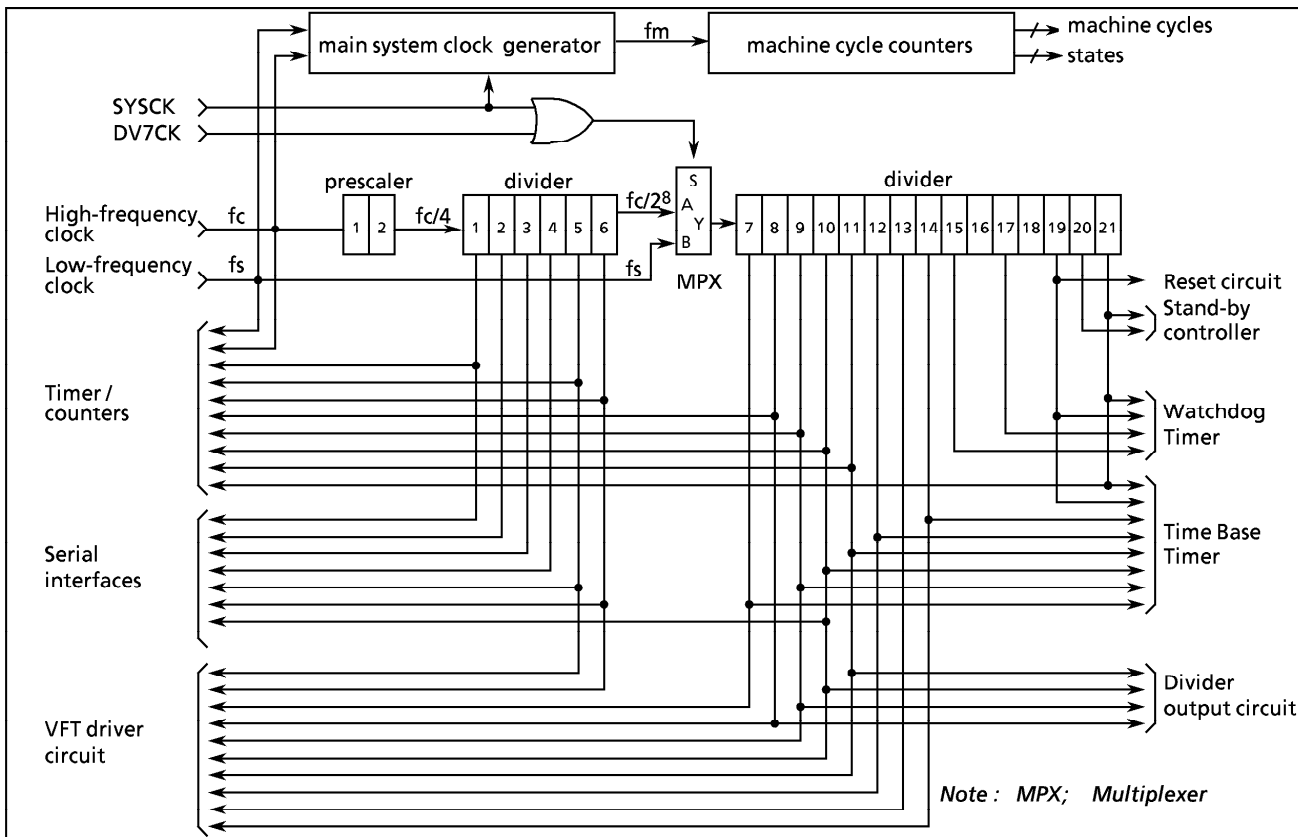 main system clock generator
fm
machine cycle counters
machine cycles
states
SYSCK
DV7CK
prescaler
divider
divider
High-frequency
clock
fc
1 2
fc/4
1 2 3 4 5 6
fc/2⁸
S
A
Y
B
7 8 9 10 11 12 13 14 15 16 17 18 19 20 21
Low-frequency
clock
fs
fs
MPX
Reset circuit
Stand-by
controller
Timer /
counters
Watchdog
Timer
Serial
interfaces
Time Base
Timer
VFT driver
circuit
Divider
output circuit
Note : MPX; Multiplexer